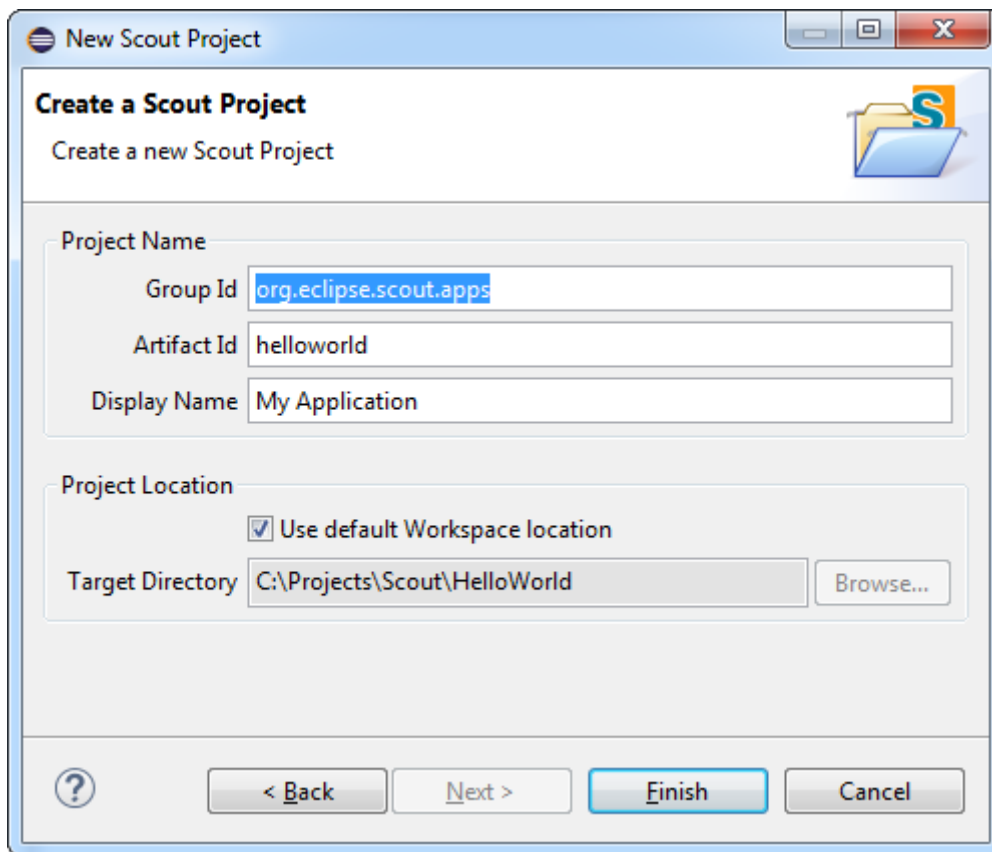 New Scout Project
Create a Scout Project
Create a new Scout Project
S
Project Name
Group Id org.eclipse.scout.apps
Artifact Id helloworld
Display Name My Application
Project Location
Use default Workspace location
Target Directory C:\Projects\Scout\HelloWorld Browse...
? < Back Next > Finish Cancel